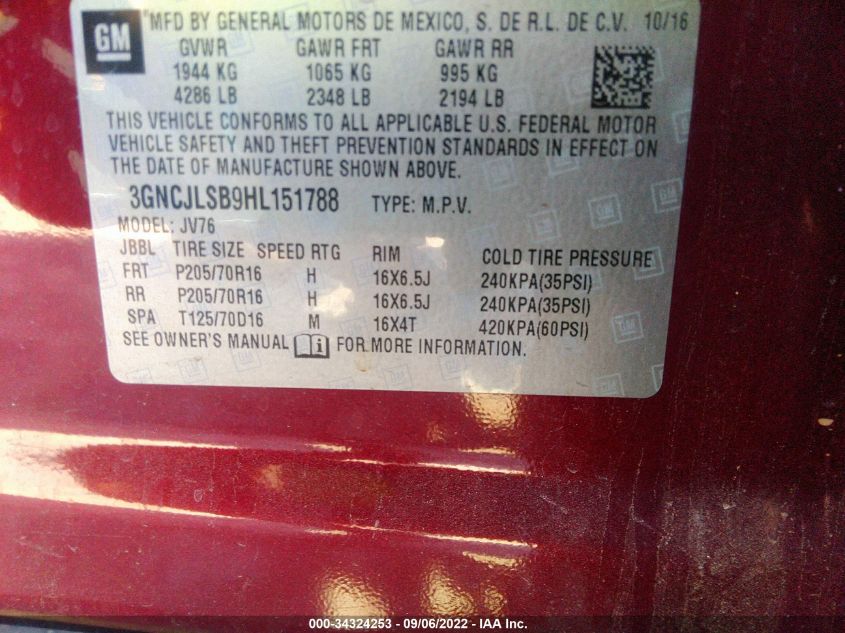 GM
MFD BY GENERAL MOTORS DE MEXICO, S. DE R.L. DE C.V. 10/16
GVWR GAWR FRT GAWR RR
1944 KG 1065 KG 995 KG
4286 LB 2348 LB 2194 LB
THIS VEHICLE CONFORMS TO ALL APPLICABLE U.S. FEDERAL MOTOR
VEHICLE SAFETY AND THEFT PREVENTION STANDARDS IN EFFECT ON
THE DATE OF MANUFACTURE SHOWN ABOVE.
3GNCJLSB9HL151788 TYPE: M.P.V.
MODEL: JV76
JBBL TIRE SIZE SPEED RTG RIM COLD TIRE PRESSURE
FRT P205/70R16 H 16X6.5J 240KPA(35PSI)
RR P205/70R16 H 16X6.5J 240KPA(35PSI)
SPA T125/70D16 M 16X4T 420KPA(60PSI)
SEE OWNER'S MANUAL FOR MORE INFORMATION.
000-34324253 - 09/06/2022 - IAA Inc.